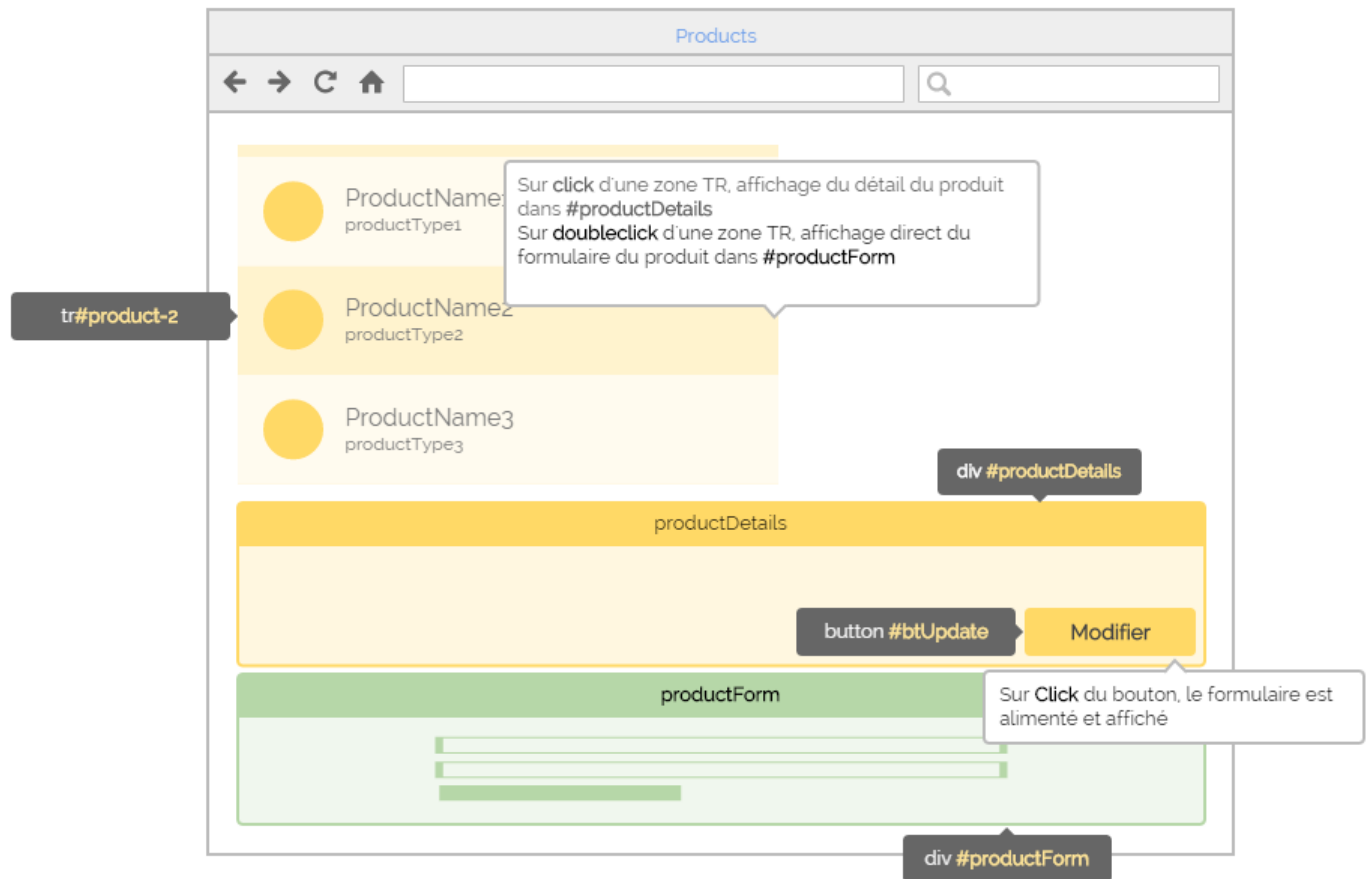 Products
ProductName1
productType1
Sur click d'une zone TR, affichage du détail du produit
dans #productDetails
Sur doubleclick d'une zone TR, affichage direct du
formulaire du produit dans #productForm
tr#product-2
ProductName2
productType2
ProductName3
productType3
div #productDetails
productDetails
button #btUpdate
Modifier
productForm
Sur Click du bouton, le formulaire est
alimenté et affiché
div #productForm